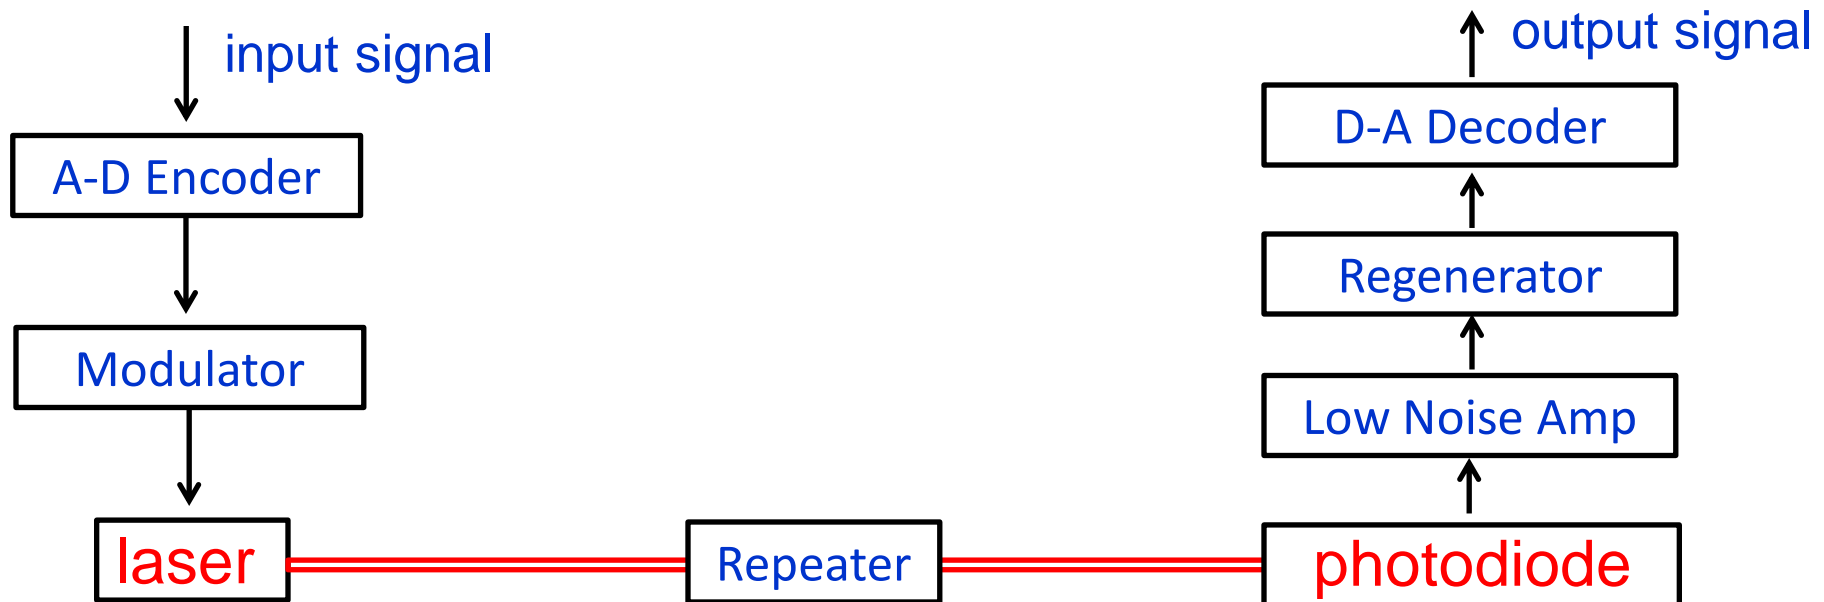 input signal
A-D Encoder
Modulator
laser
Repeater
photodiode
Low Noise Amp
Regenerator
D-A Decoder
output signal